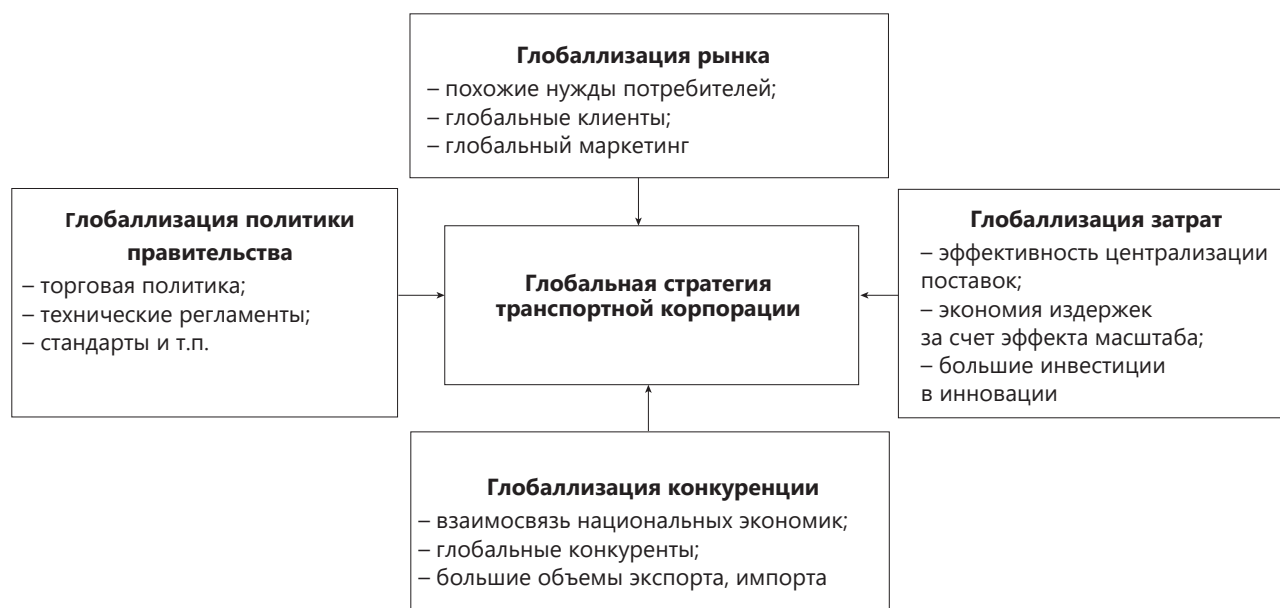 Глобаллизация рынка
– похожие нужды потребителей;
– глобальные клиенты;
– глобальный маркетинг
Глобаллизация политики
правительства
– торговая политика;
– технические регламенты;
– стандарты и т.п.
Глобальная стратегия
транспортной корпорации
Глобаллизация затрат
– эффективность централизации
поставок;
– экономия издержек
за счет эффекта масштаба;
– большие инвестиции
в инновации
Глобаллизация конкуренции
– взаимосвязь национальных экономик;
– глобальные конкуренты;
– большие объемы экспорта, импорта